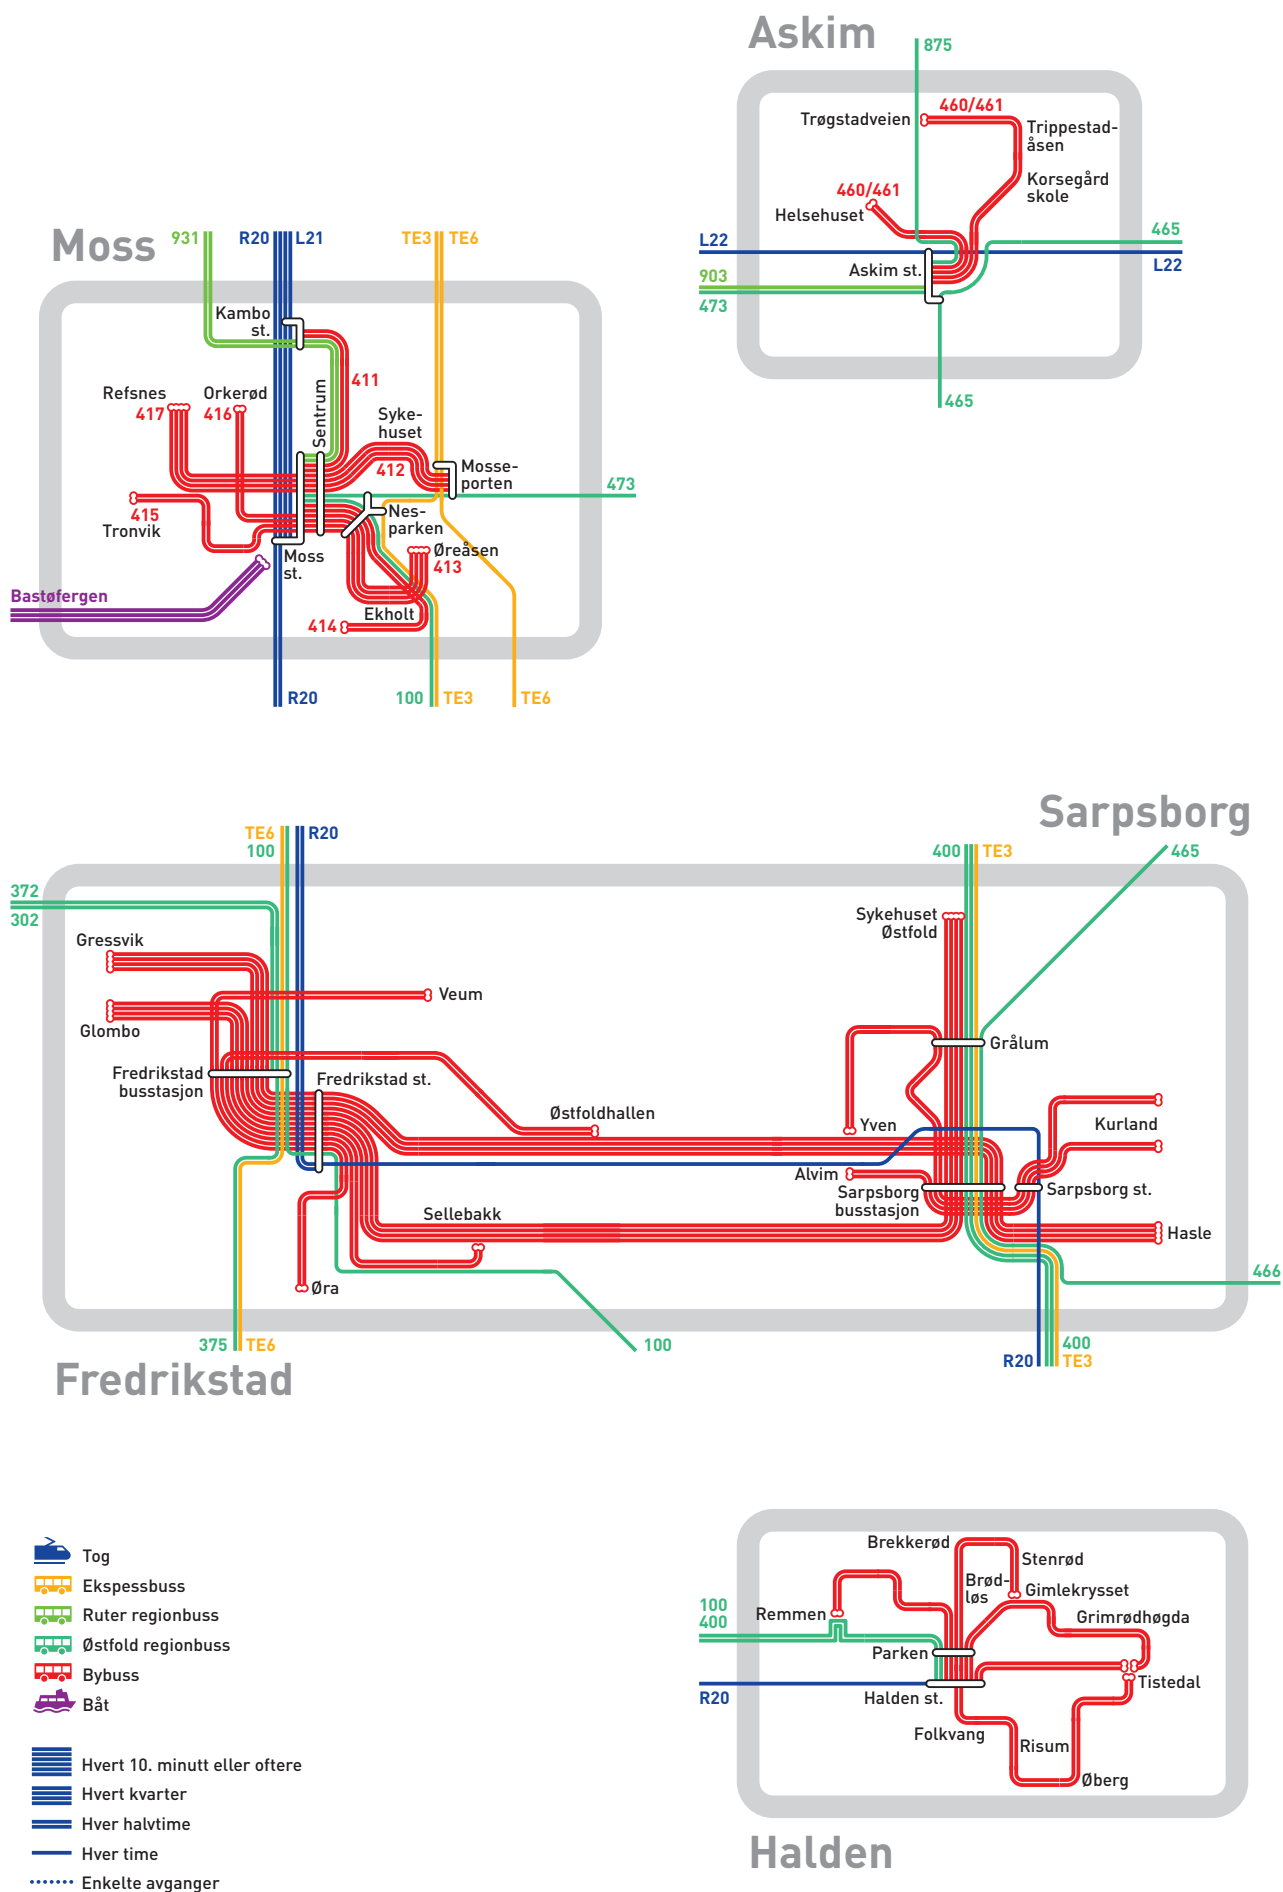 Askim
875
460/461
Trøgstadveien
Trippestad-
åsen
Korsegård
skole
460/461
Helsehuset
L22
465
Askim st.
L22
903
473
465
Moss
931
R20
L21
TE3
TE6
Kambo
st.
411
Refsnes
Orkerød
Sentrum
417
416
Syke-
huset
412
Mosse-
porten
473
415
Tronvik
Nes-
parken
Moss
st.
Øreåsen
413
Bastøfergen
Ekholt
414
R20
100
TE3
TE6
Sarpsborg
TE6
100
R20
400
TE3
465
372
302
Gressvik
Sykehuset
Østfold
Veum
Glombo
Grålum
Fredrikstad
busstasjon
Fredrikstad st.
Østfoldhallen
Yven
Kurland
Alvim
Sarpsborg
busstasjon
Sarpsborg st.
Sellebakk
Hasle
466
Øra
375
TE6
100
400
R20
TE3
Fredrikstad
Tog
Ekspessbuss
Ruter regionbuss
Østfold regionbuss
Bybuss
Båt
Hvert 10. minutt eller oftere
Hvert kvarter
Hver halvtime
Hver time
Enkelte avganger
Brekkerød
Stenrød
Brød-
løs
Gimlekrysset
100
400
Remmen
Grimrødhøgda
Parken
Tistedal
R20
Halden st.
Folkvang
Risum
Øberg
Halden